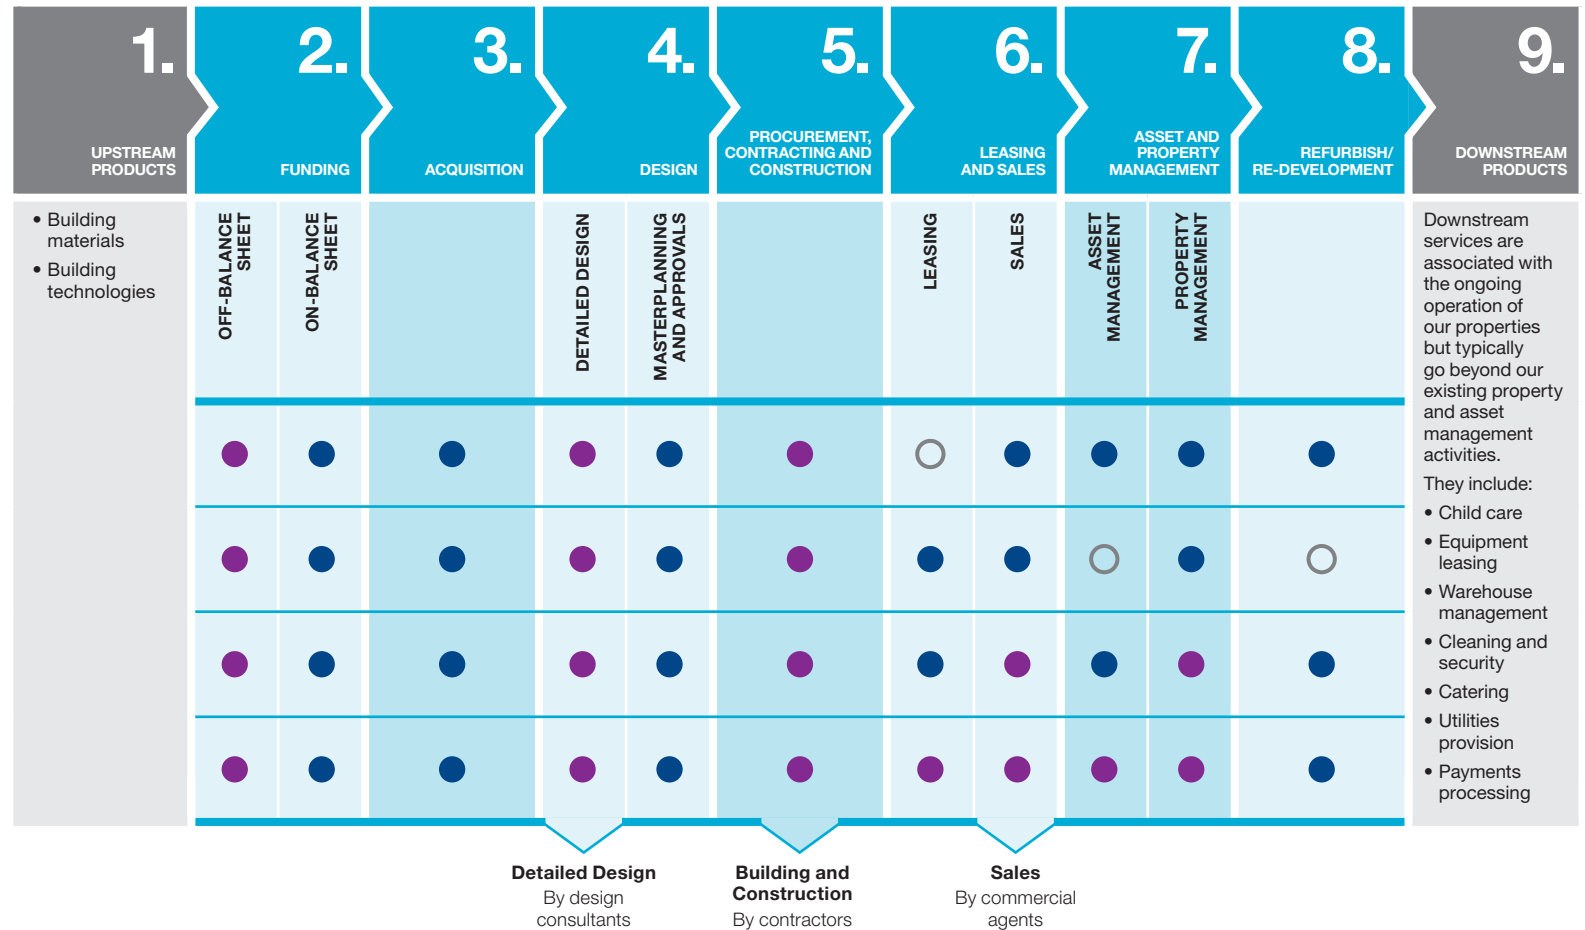 1.
UPSTREAM
PRODUCTS
2.
FUNDING
3.
ACQUISITION
4.
DESIGN
5.
PROCUREMENT,
CONTRACTING AND
CONSTRUCTION
6.
LEASING
AND SALES
7.
ASSET AND
PROPERTY
MANAGEMENT
8.
REFURBISH/
RE-DEVELOPMENT
9.
DOWNSTREAM
PRODUCTS
• Building
materials
• Building
technologies
OFF-BALANCE
SHEET
ON-BALANCE
SHEET
DETAILED DESIGN
MASTERPLANNING
AND APPROVALS
LEASING
SALES
ASSET
MANAGEMENT
PROPERTY
MANAGEMENT
Downstream
services are
associated with
the ongoing
operation of
our properties
but typically
go beyond our
existing property
and asset
management
activities.
They include:
• Child care
• Equipment
leasing
• Warehouse
management
• Cleaning and
security
• Catering
• Utilities
provision
• Payments
processing
Detailed Design
By design
consultants
Building and
Construction
By contractors
Sales
By commercial
agents